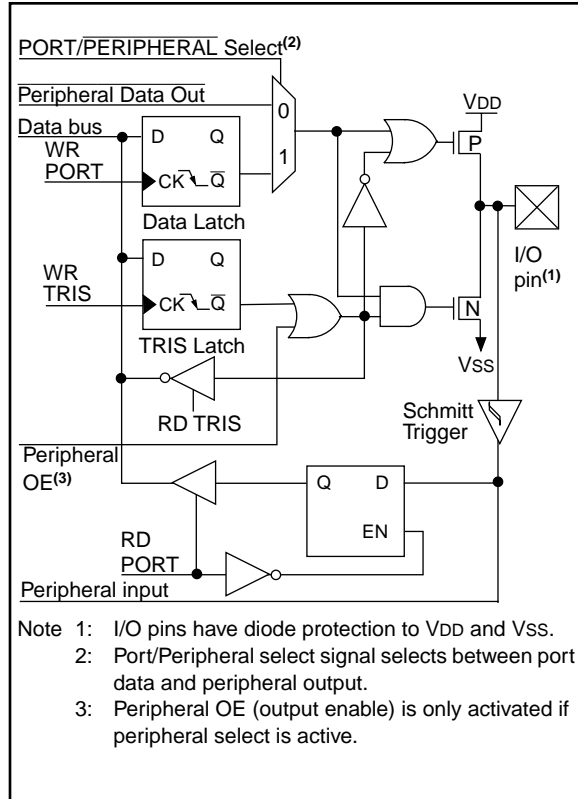 PORT/PERIPHERAL Select(2)
Peripheral Data Out
Data bus
WR
PORT
D Q
CK Q
Data Latch
0
1
VDD
P
I/O
pin(1)
WR
TRIS
D Q
CK Q
TRIS Latch
N
VSS
RD TRIS
Schmitt
Trigger
Peripheral
OE(3)
Q D
EN
RD
PORT
Peripheral input
Note 1: I/O pins have diode protection to VDD and VSS.
2: Port/Peripheral select signal selects between port
data and peripheral output.
3: Peripheral OE (output enable) is only activated if
peripheral select is active.